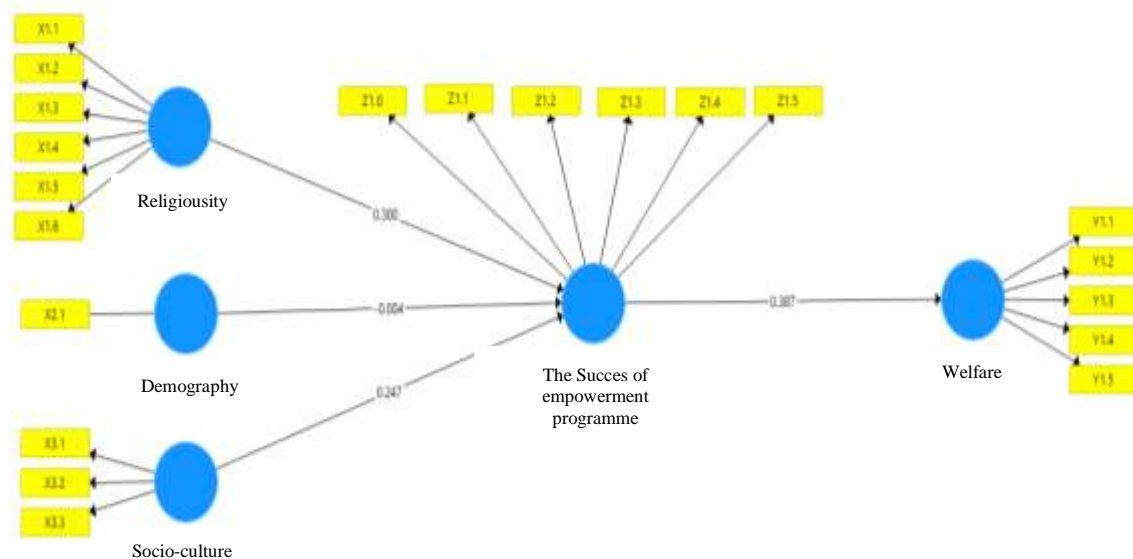 X1.1
X1.2
X1.3
X1.4
X1.5
X1.6
Religiousity
0.300
Z1.0
Z1.1
Z1.2
Z1.3
Z1.4
Z1.5
X2.1
Demography
-0.004
The Succes of
empowerment
programme
0.387
Welfare
Y1.1
Y1.2
Y1.3
Y1.4
Y1.5
X3.1
X3.2
X3.3
Socio-culture
0.247